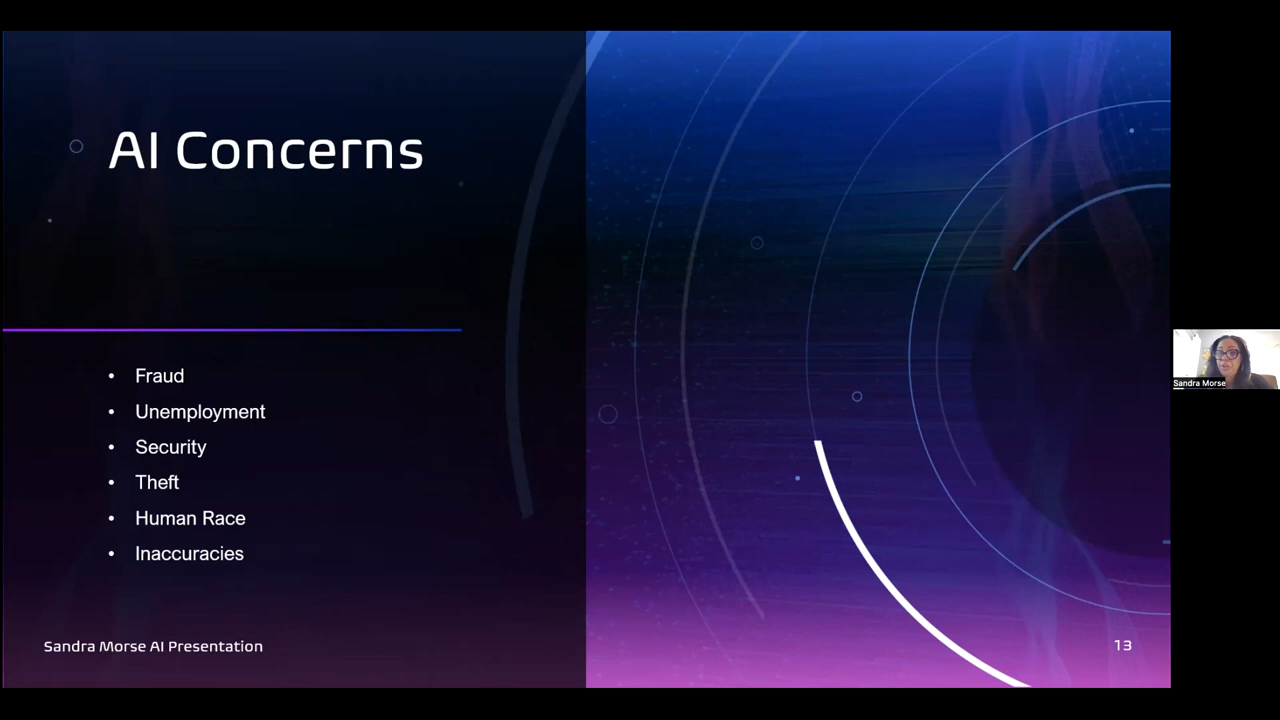 AI Concerns
• Fraud
• Unemployment
• Security
• Theft
• Human Race
• Inaccuracies
Sandra Morse AI Presentation
13
Sandra Morse